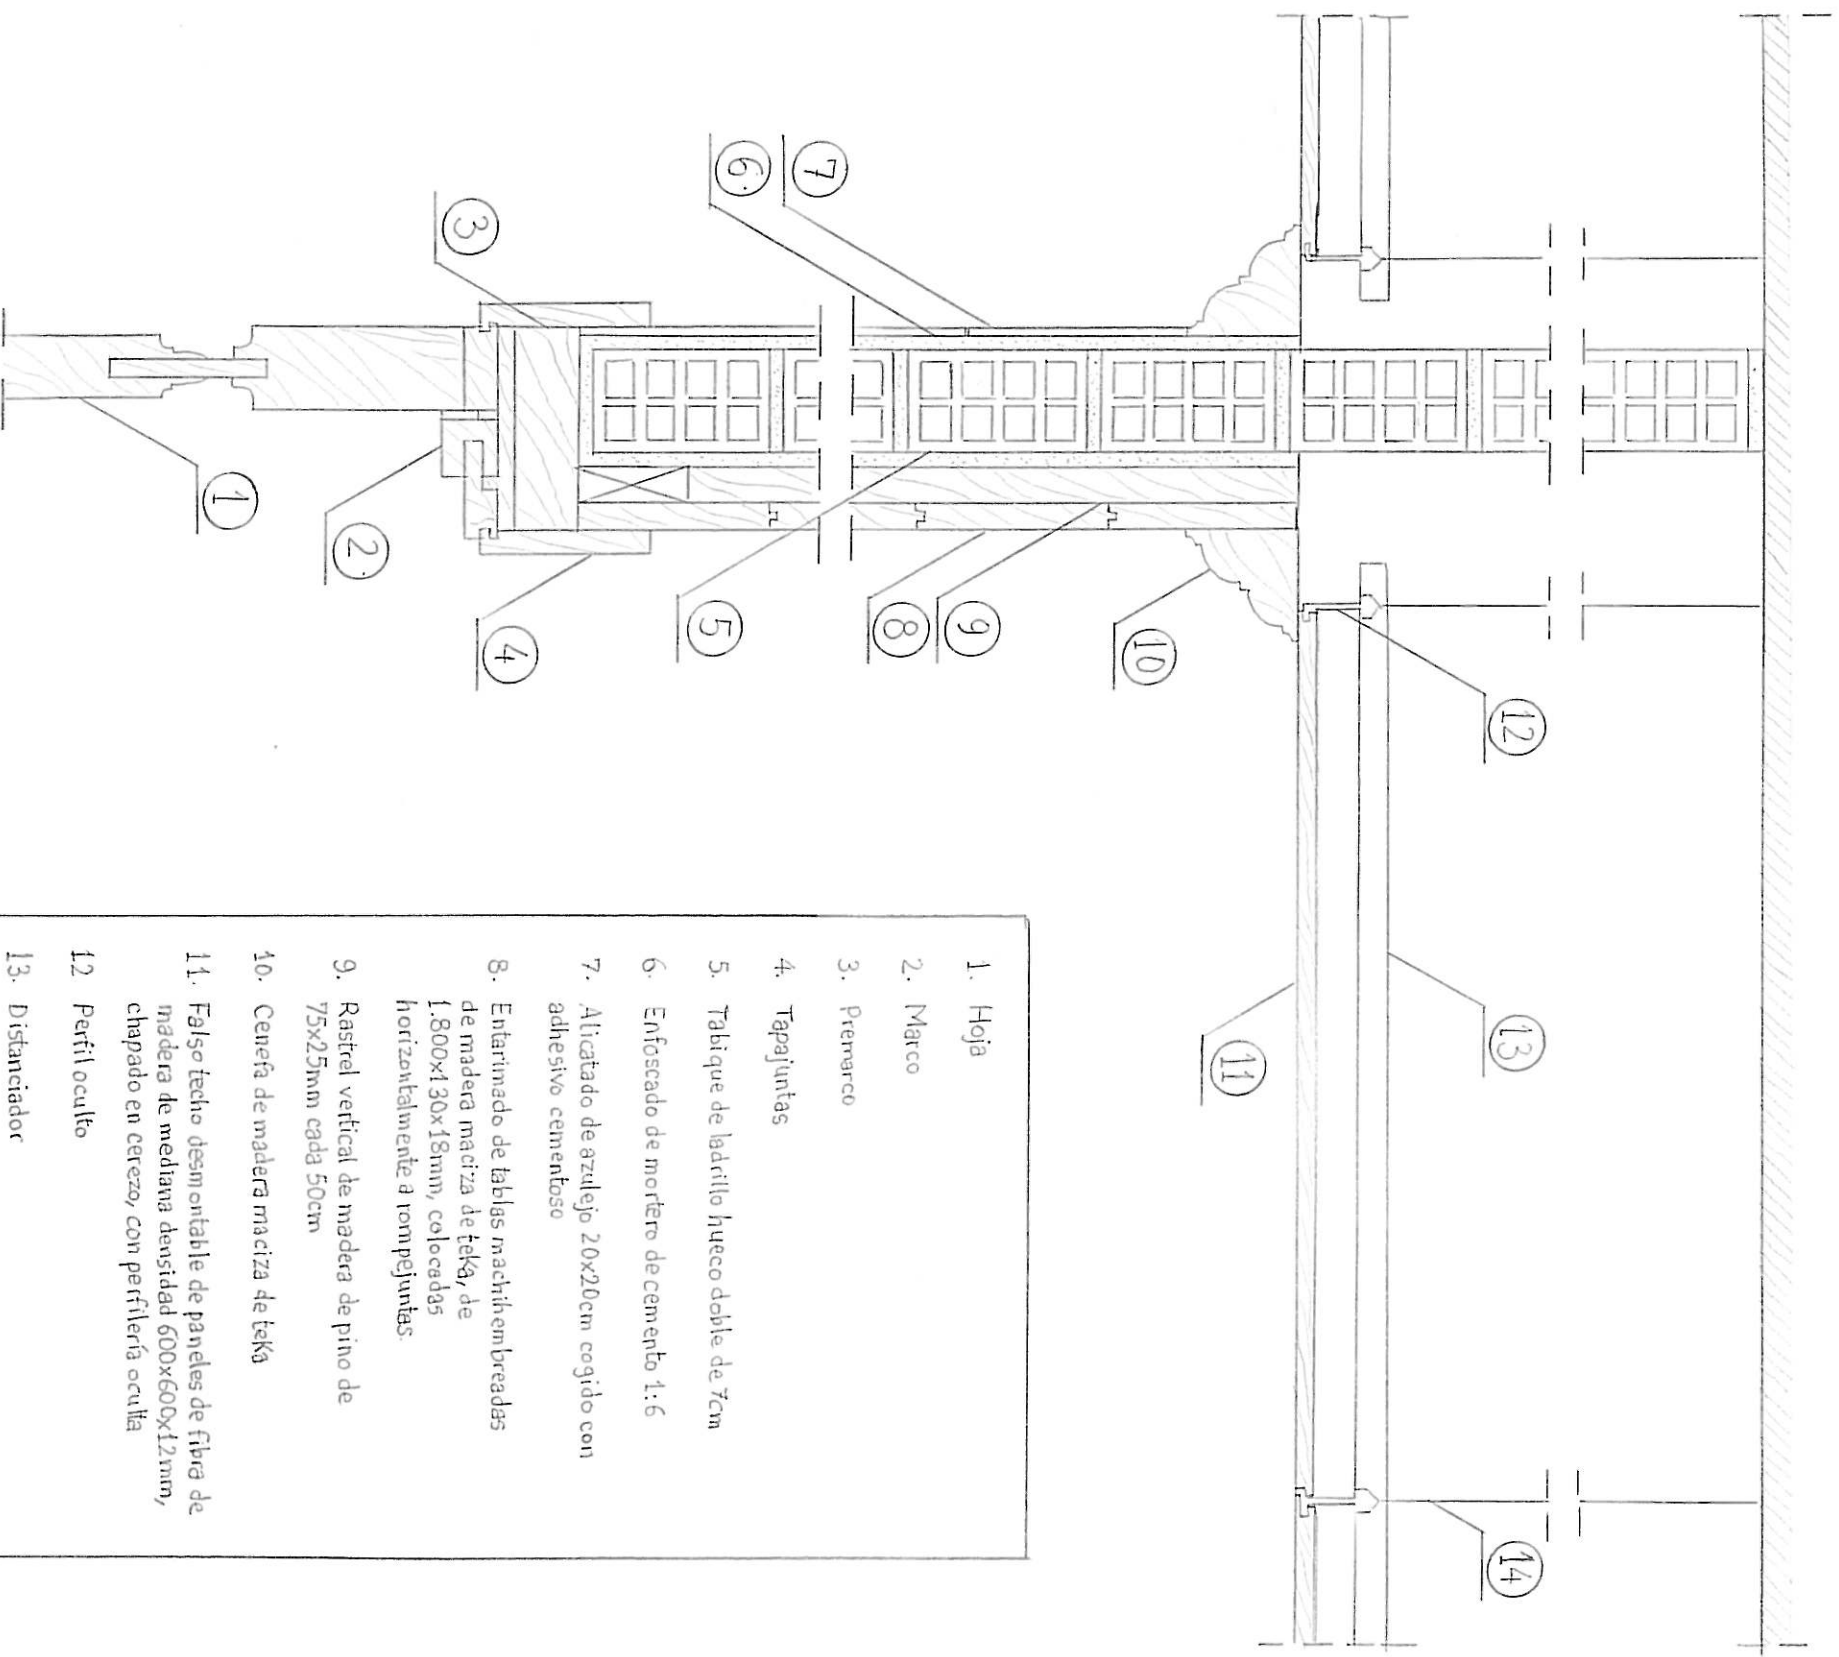 1. Hoja
2. Marco
3. Premarco
4. Tapajuntas
5. Tabique de ladrillo hueco doble de 7cm
6. Enfoscado de mortero de cemento 1:6
7. Alicatado de azulejo 20x20cm cogido con
adhesivo cementoso
8. Entarimado de tablas machihembreadas
de madera maciza de teka, de
1.800x130x18mm, colocadas
horizontalmente a rompejuntas.
9. Rastrel vertical de madera de pino de
75x25mm cada 50cm
10. Cenefa de madera maciza de teka
11. Falso techo desmontable de paneles de fibra de
madera de mediana densidad 600x600x12mm,
chapado en cerezo, con perfilería oculta
12 Perfil oculto
13. Distanciador
14
13
12
11
10
9
8
7
6.
5
4
3
2.
1